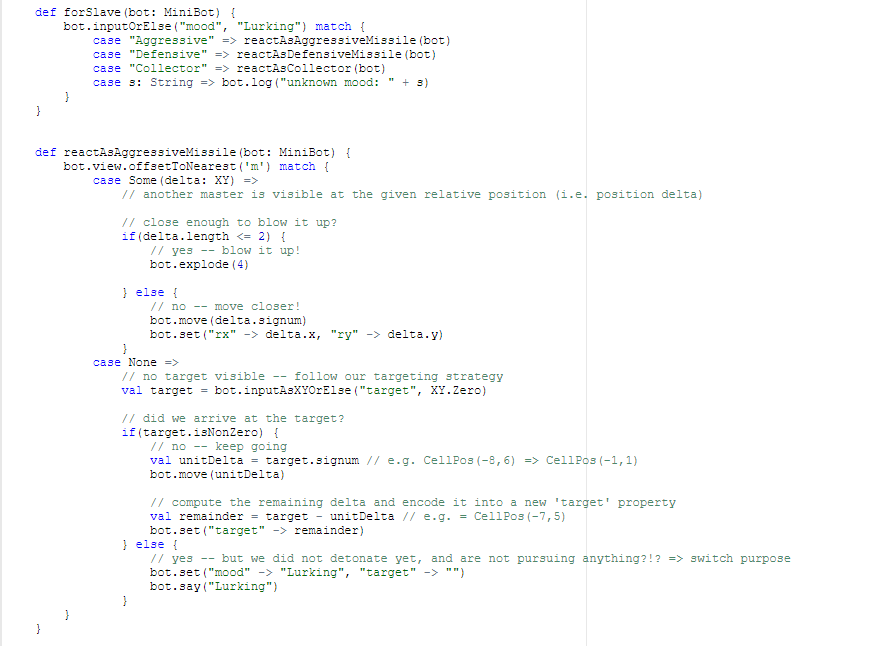 def forSlave(bot: MiniBot) {
    bot.inputOrElse("mood", "Lurking") match {
        case "Aggressive" => reactAsAggressiveMissile(bot)
        case "Defensive" => reactAsDefensiveMissile(bot)
        case "Collector" => reactAsCollector(bot)
        case s: String => bot.log("unknown mood: " + s)
    }
}
def reactAsAggressiveMissile(bot: MiniBot) {
    bot.view.offsetToNearest('m') match {
        case Some(delta: XY) =>
            // another master is visible at the given relative position (i.e. position delta)
            // close enough to blow it up?
            if(delta.length <= 2) {
                // yes -- blow it up!
                bot.explode(4)
            } else {
                // no -- move closer!
                bot.move(delta.signum)
                bot.set("rx" -> delta.x, "ry" -> delta.y)
            }
        case None =>
            // no target visible -- follow our targeting strategy
            val target = bot.inputAsXYOrElse("target", XY.Zero)
            // did we arrive at the target?
            if(target.isNonZero) {
                // no -- keep going
                val unitDelta = target.signum // e.g. CellPos(-8,6) => CellPos(-1,1)
                bot.move(unitDelta)
                // compute the remaining delta and encode it into a new 'target' property
                val remainder = target - unitDelta // e.g. = CellPos(-7,5)
                bot.set("target" -> remainder)
            } else {
                // yes -- but we did not detonate yet, and are not pursuing anything?!? => switch purpose
                bot.set("mood" -> "Lurking", "target" -> "")
                bot.say("Lurking")
            }
    }
}